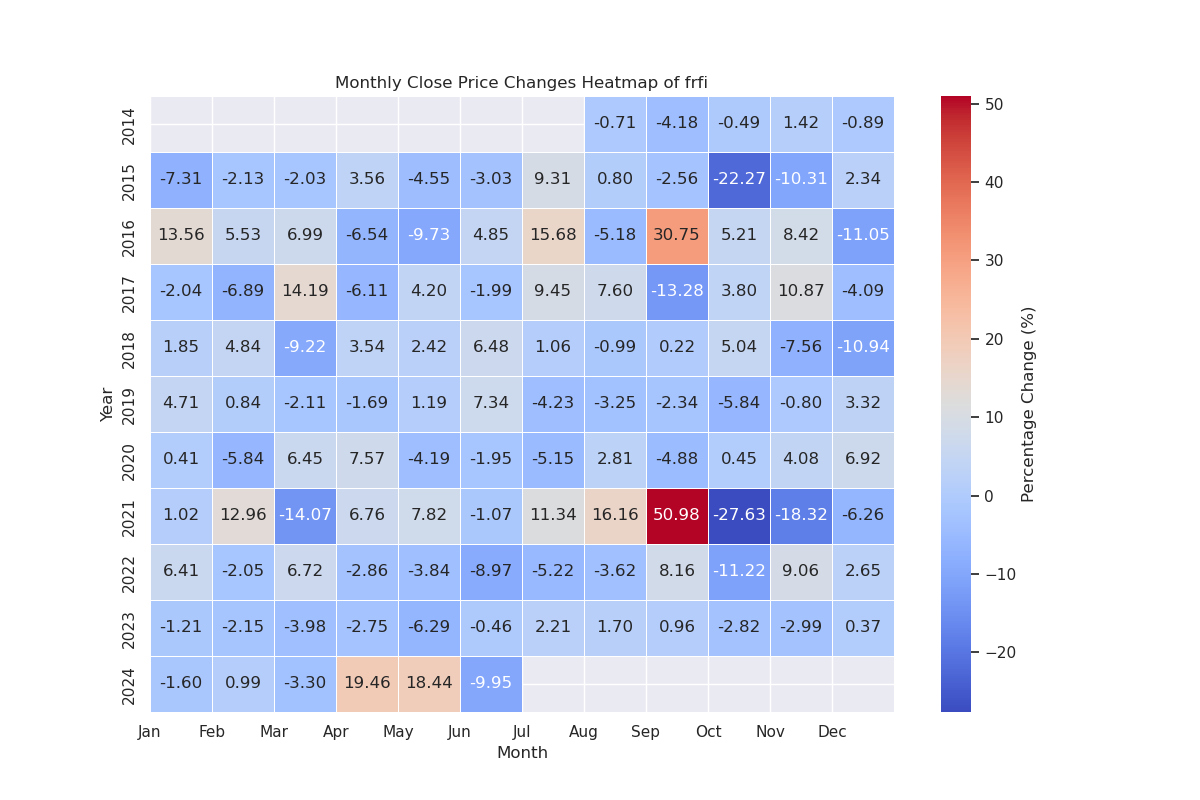 Monthly Close Price Changes Heatmap of frfi
2014 -0.71 -4.18 -0.49 1.42 -0.89
2015 -7.31 -2.13 -2.03 3.56 -4.55 -3.03 9.31 0.80 -2.56 -22.27 -10.31 2.34
2016 13.56 5.53 6.99 -6.54 -9.73 4.85 15.68 -5.18 30.75 5.21 8.42 -11.05
2017 -2.04 -6.89 14.19 -6.11 4.20 -1.99 9.45 7.60 -13.28 3.80 10.87 -4.09
2018 1.85 4.84 -9.22 3.54 2.42 6.48 1.06 -0.99 0.22 5.04 -7.56 -10.94
2019 4.71 0.84 -2.11 -1.69 1.19 7.34 -4.23 -3.25 -2.34 -5.84 -0.80 3.32
2020 0.41 -5.84 6.45 7.57 -4.19 -1.95 -5.15 2.81 -4.88 0.45 4.08 6.92
2021 1.02 12.96 -14.07 6.76 7.82 -1.07 11.34 16.16 50.98 -27.63 -18.32 -6.26
2022 6.41 -2.05 6.72 -2.86 -3.84 -8.97 -5.22 -3.62 8.16 -11.22 9.06 2.65
2023 -1.21 -2.15 -3.98 -2.75 -6.29 -0.46 2.21 1.70 0.96 -2.82 -2.99 0.37
2024 -1.60 0.99 -3.30 19.46 18.44 -9.95
Jan Feb Mar Apr May Jun Jul Aug Sep Oct Nov Dec
Month
Year
50
40
30
20
10
0
−10
−20
Percentage Change (%)